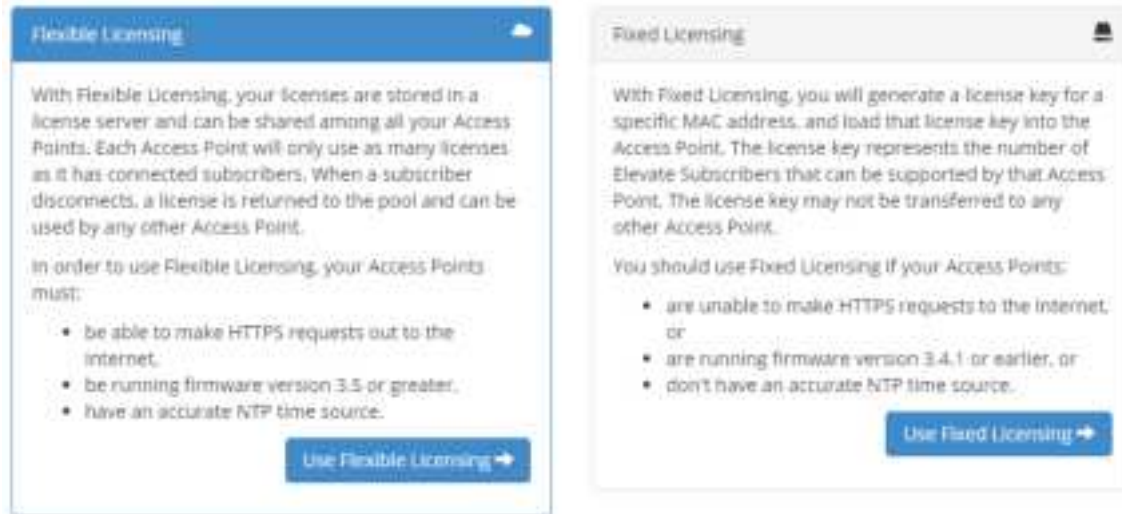 Flexible Licensing
With Flexible Licensing, your licenses are stored in a
license server and can be shared among all your Access
Points. Each Access Point will only use as many licenses
as it has connected subscribers. When a subscriber
disconnects, a license is returned to the pool and can be
used by any other Access Point.
In order to use Flexible Licensing, your Access Points
must:
• be able to make HTTPS requests out to the
internet,
• be running firmware version 3.5 or greater,
• have an accurate NTP time source.
Use Flexible Licensing
Fixed Licensing
With Fixed Licensing, you will generate a license key for a
specific MAC address, and load that license key into the
Access Point. The license key represents the number of
Elevate Subscribers that can be supported by that Access
Point. The license key may not be transferred to any
other Access Point.
You should use Fixed Licensing if your Access Points:
• are unable to make HTTPS requests to the internet,
or
• are running firmware version 3.4.1 or earlier, or
• don't have an accurate NTP time source.
Use Fixed Licensing